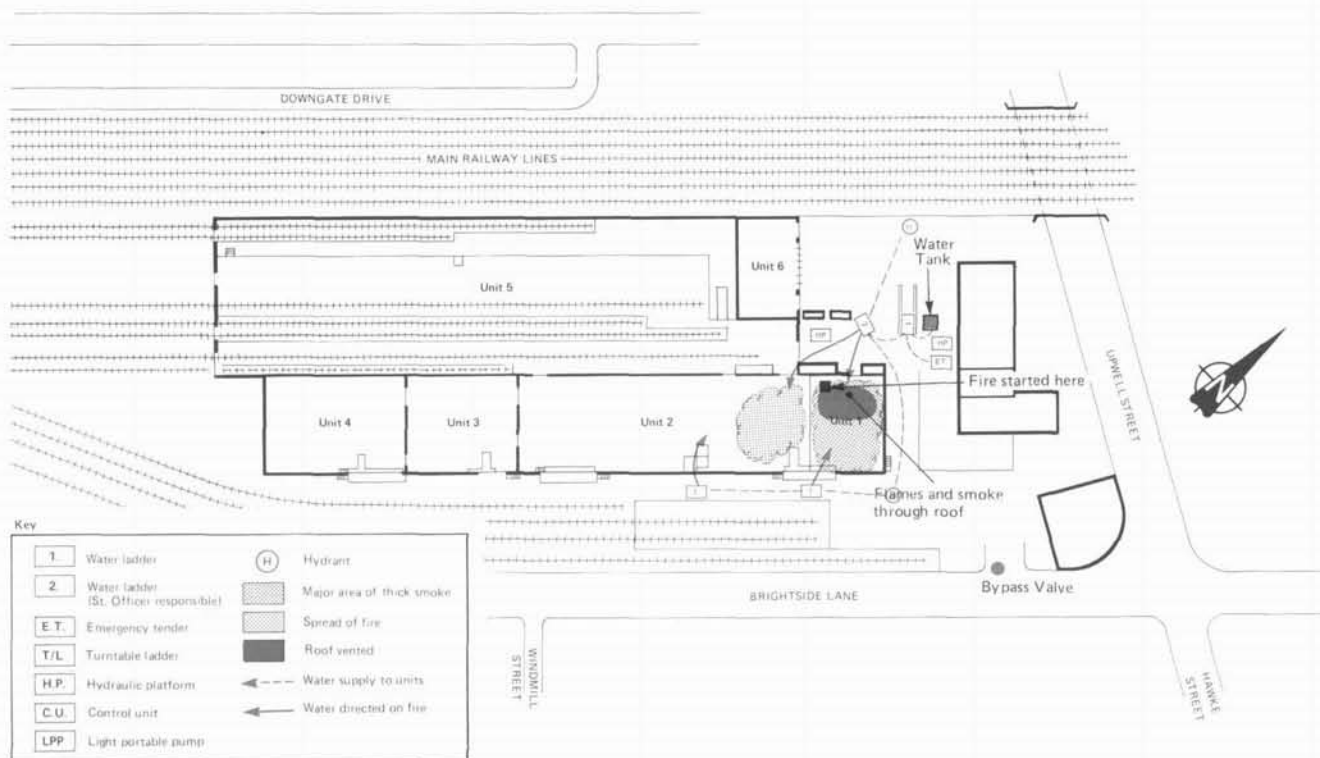 DOWNGATE DRIVE
MAIN RAILWAY LINES
H
Water
Tank
Unit 6
Unit 5
HP
HP
ET
Fire started here
UPWELL STREET
Unit 4
Unit 3
Unit 2
Unit 1
N
Flames and smoke
through roof
Bypass Valve
BRIGHTSIDE LANE
WINDMILL
STREET
HAWKE
STREET
Key
1. Water ladder
2. Water ladder
(St. Officer responsible)
E.T. Emergency tender
T/L Turntable ladder
H.P. Hydraulic platform
C.U. Control unit
LPP Light portable pump
H Hydrant
Major area of thick smoke
Spread of fire
Roof vented
Water supply to units
Water directed on fire